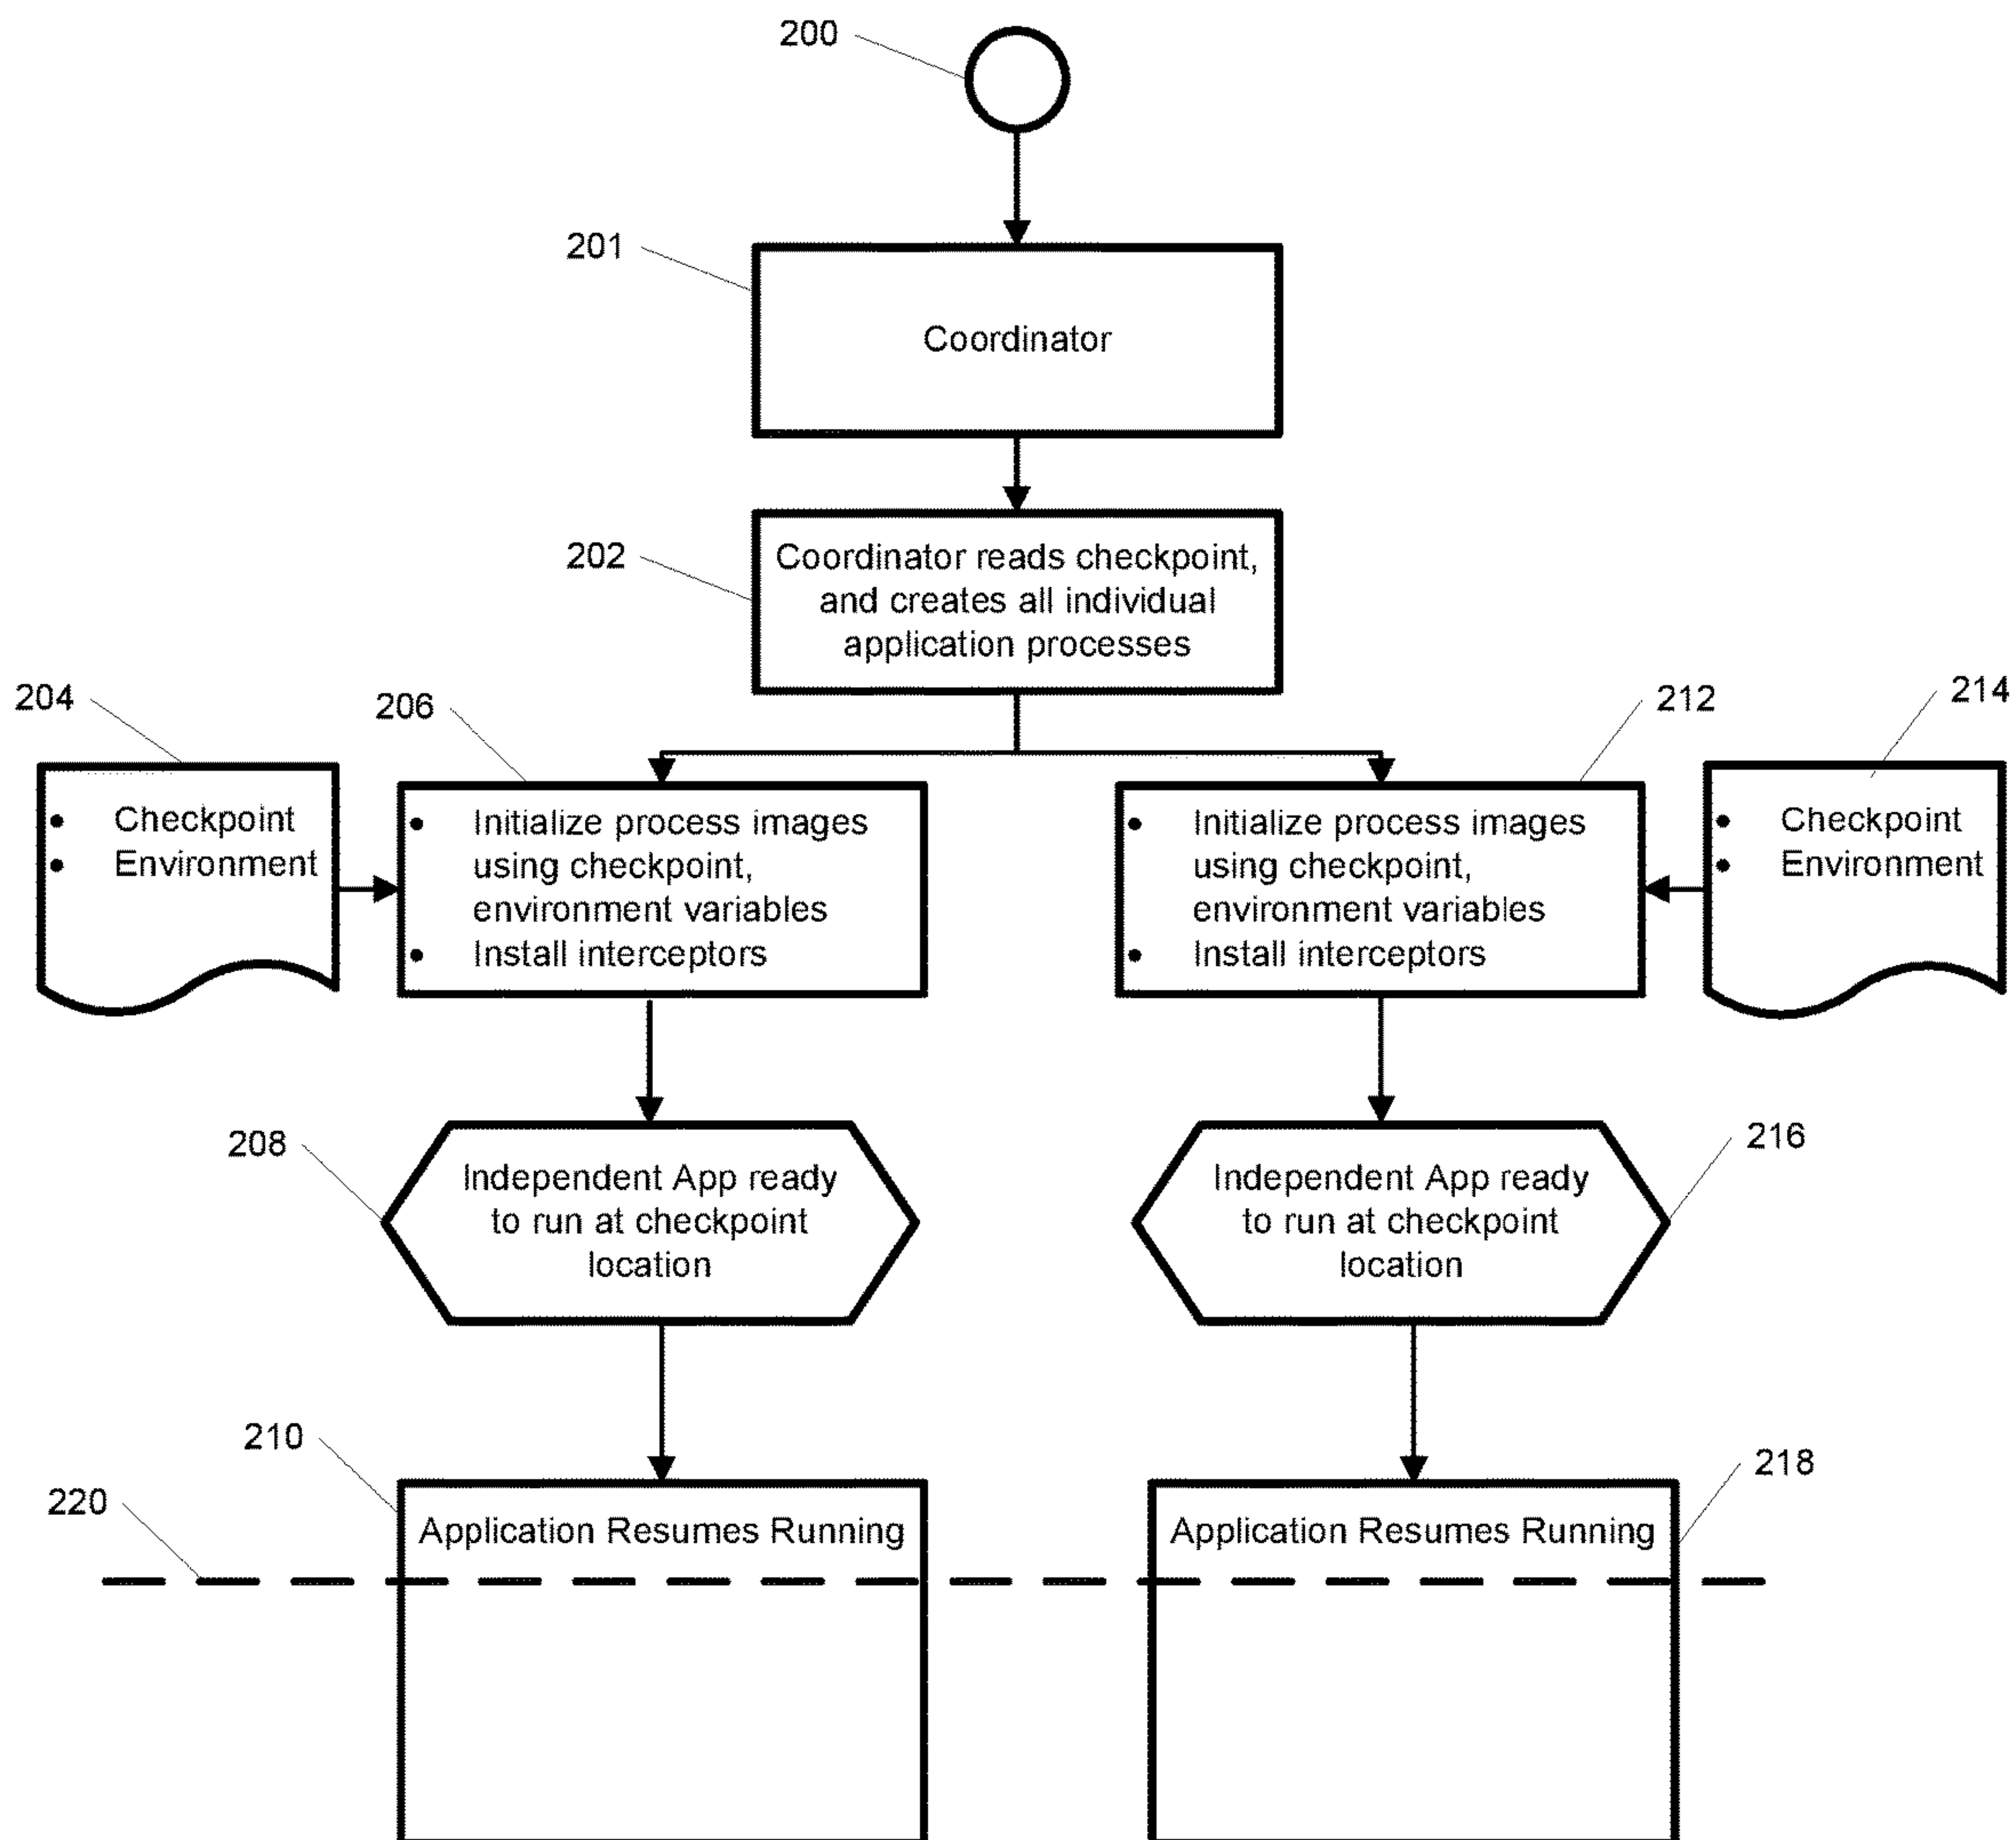 200
201
Coordinator
202
Coordinator reads checkpoint,
and creates all individual
application processes
204
206
212
214
• Checkpoint
• Environment
• Initialize process images
using checkpoint,
environment variables
• Install interceptors
• Initialize process images
using checkpoint,
environment variables
• Install interceptors
• Checkpoint
• Environment
208
Independent App ready
to run at checkpoint
location
216
Independent App ready
to run at checkpoint
location
210
218
220
Application Resumes Running
Application Resumes Running